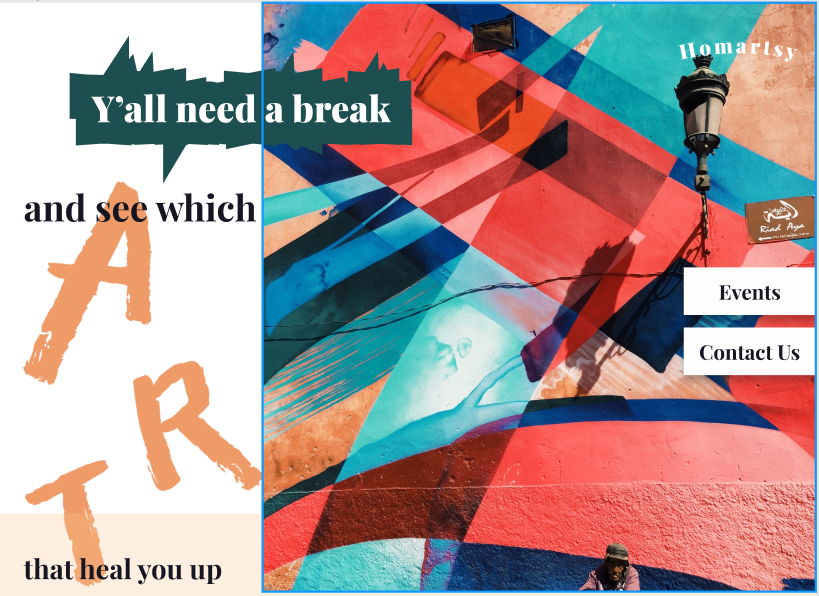 Homartsy
Y'all need a break
and see which
A
R
T
Riad Aya
Events
Contact Us
that heal you up